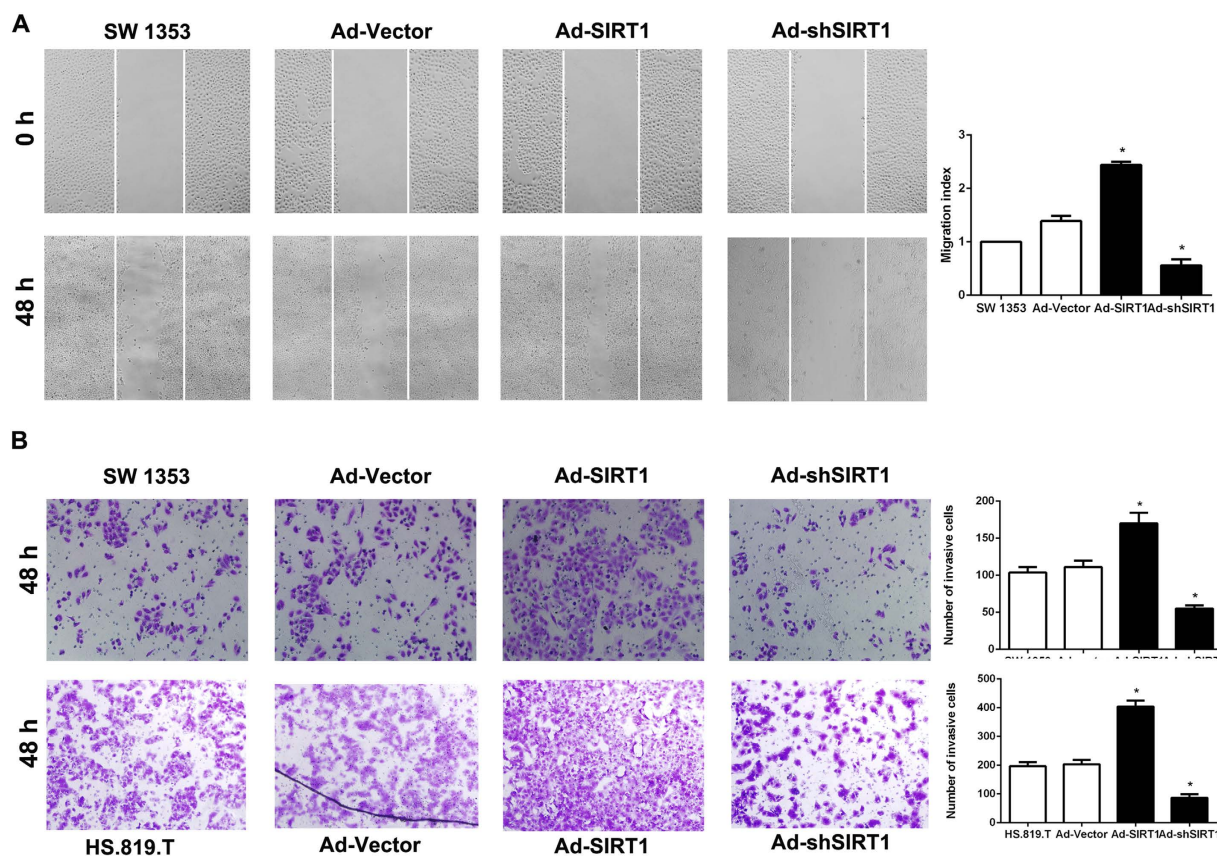 A
SW 1353 Ad-Vector Ad-SIRT1 Ad-shSIRT1
0 h
48 h
Migration index
3
2
1
0
* *
SW 1353 Ad-Vector Ad-SIRT1 Ad-shSIRT1
B
SW 1353 Ad-Vector Ad-SIRT1 Ad-shSIRT1
48 h
Number of invasive cells
200
150
100
50
0
* *
48 h
HS.819.T Ad-Vector Ad-SIRT1 Ad-shSIRT1
Number of invasive cells
500
400
300
200
100
0
* *
HS.819.T Ad-Vector Ad-SIRT1 Ad-shSIRT1